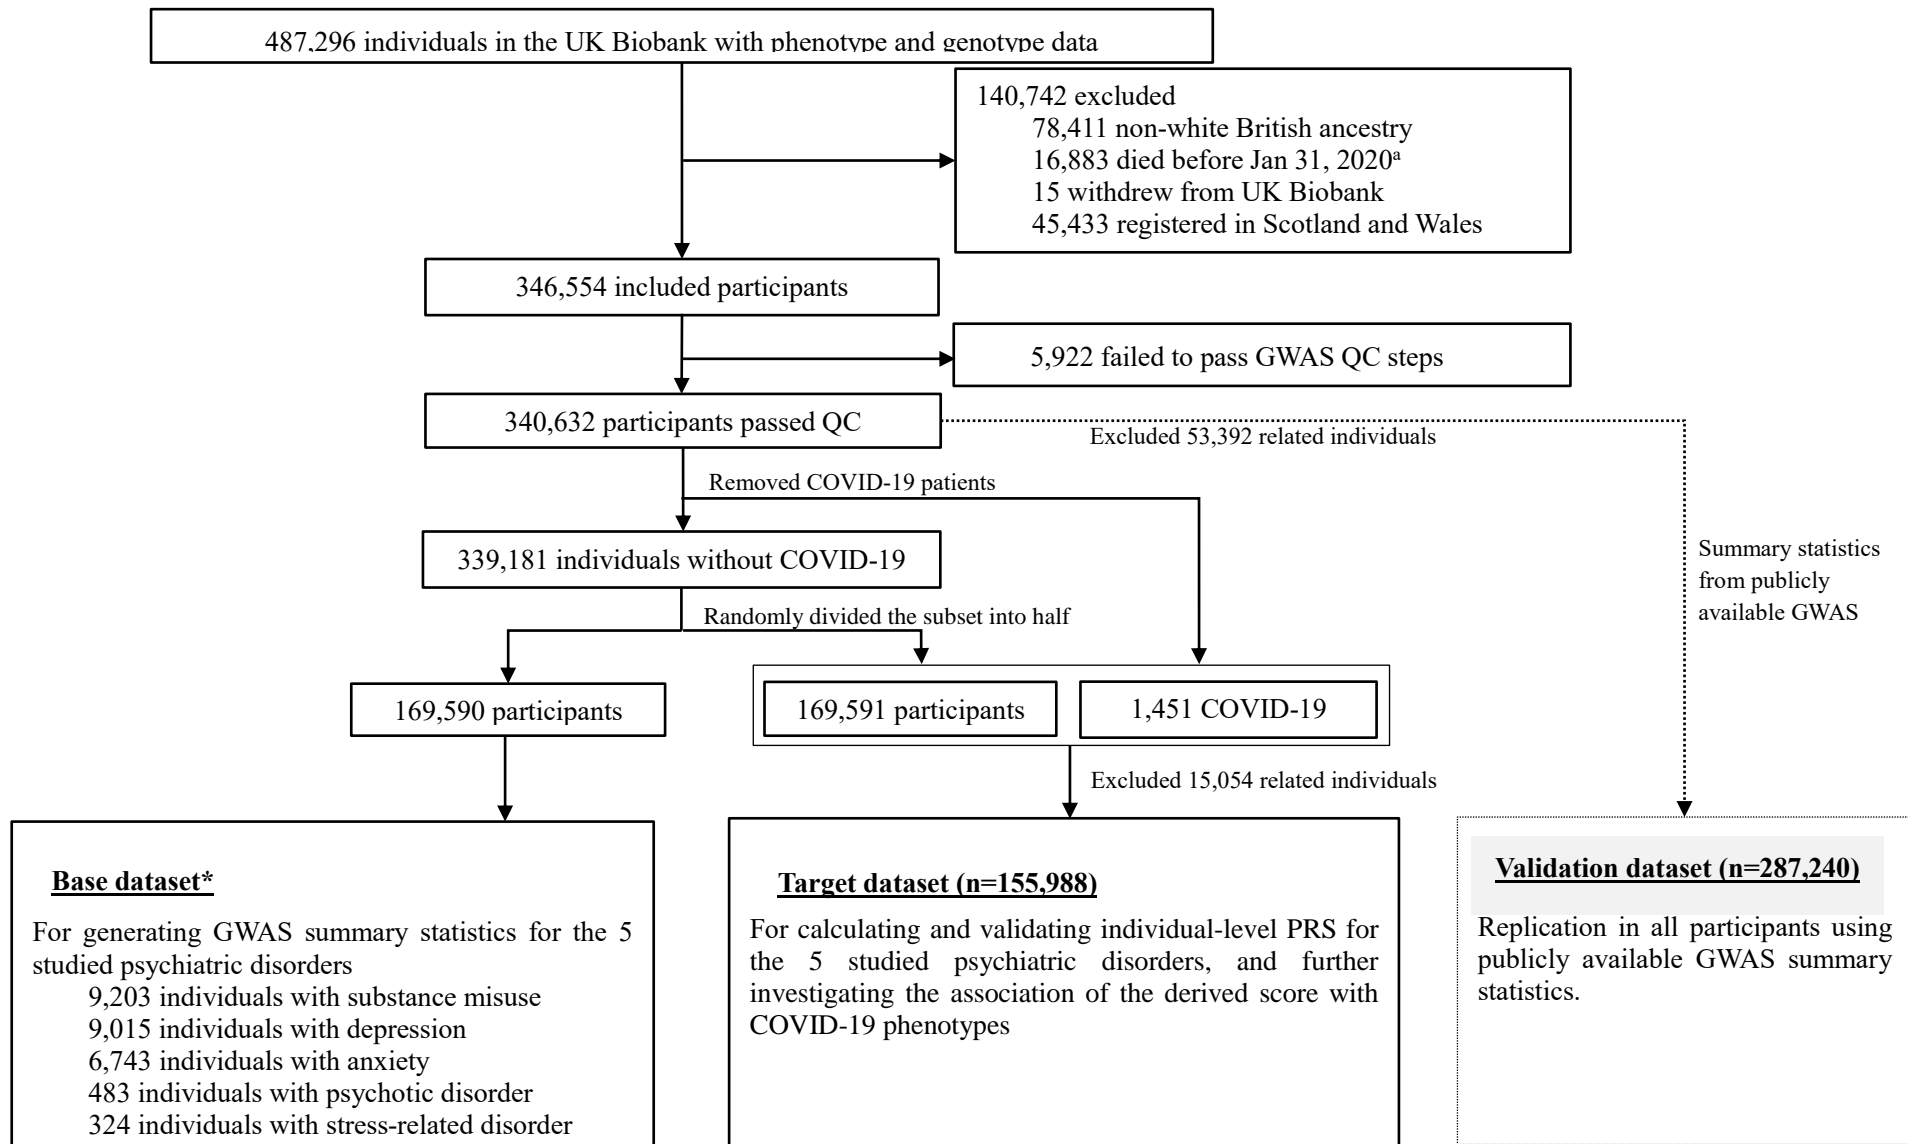 487,296 individuals in the UK Biobank with phenotype and genotype data
140,742 excluded
78,411 non-white British ancestry
16,883 died before Jan 31, 2020ᵃ
15 withdrew from UK Biobank
45,433 registered in Scotland and Wales
346,554 included participants
5,922 failed to pass GWAS QC steps
340,632 participants passed QC
Excluded 53,392 related individuals
Removed COVID-19 patients
339,181 individuals without COVID-19
Summary statistics
from publicly
available GWAS
Randomly divided the subset into half
169,590 participants
169,591 participants
1,451 COVID-19
Excluded 15,054 related individuals
Base dataset*
For generating GWAS summary statistics for the 5
studied psychiatric disorders
9,203 individuals with substance misuse
9,015 individuals with depression
6,743 individuals with anxiety
483 individuals with psychotic disorder
324 individuals with stress-related disorder
Target dataset (n=155,988)
For calculating and validating individual-level PRS for
the 5 studied psychiatric disorders, and further
investigating the association of the derived score with
COVID-19 phenotypes
Validation dataset (n=287,240)
Replication in all participants using
publicly available GWAS summary
statistics.